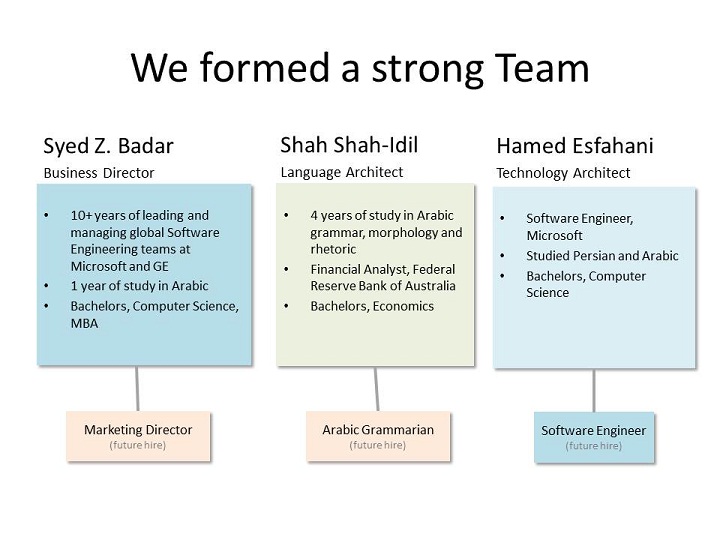 We formed a strong Team
Syed Z. Badar
Business Director
• 10+ years of leading and
managing global Software
Engineering teams at
Microsoft and GE
• 1 year of study in Arabic
• Bachelors, Computer Science,
MBA
Marketing Director
(future hire)
Shah Shah-Idil
Language Architect
• 4 years of study in Arabic
grammar, morphology and
rhetoric
• Financial Analyst, Federal
Reserve Bank of Australia
• Bachelors, Economics
Arabic Grammarian
(future hire)
Hamed Esfahani
Technology Architect
• Software Engineer,
Microsoft
• Studied Persian and Arabic
• Bachelors, Computer
Science
Software Engineer
(future hire)